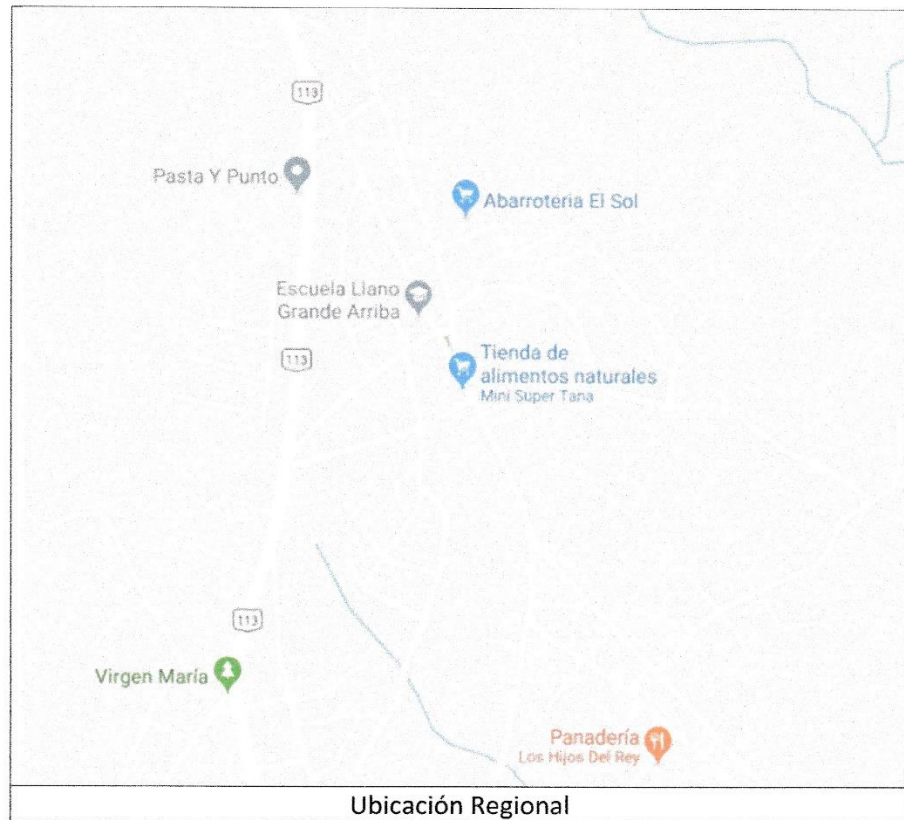 113
Pasta Y Punto
Abarroteria El Sol
Escuela Llano
Grande Arriba
113
Tienda de
alimentos naturales
Mini Super Tana
113
Virgen María
Panadería
Los Hijos Del Rey
Ubicación Regional